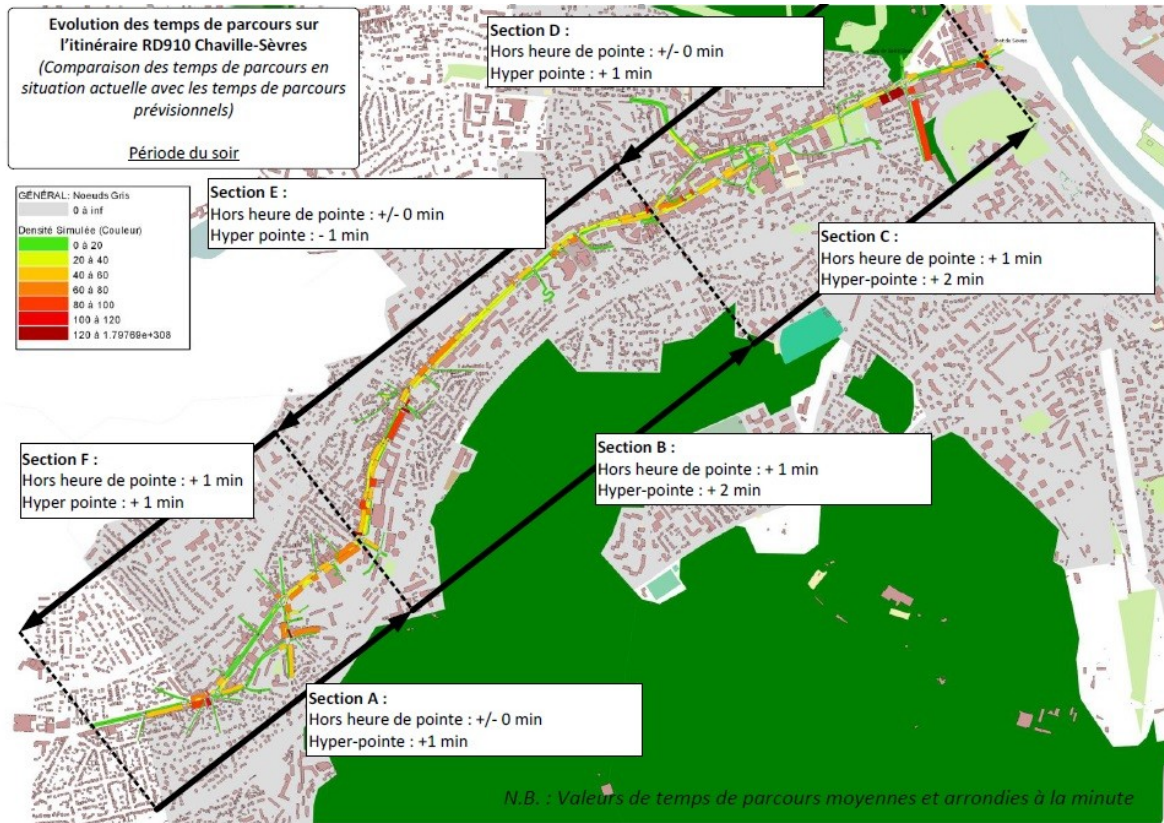 Evolution des temps de parcours sur
l'itinéraire RD910 Chaville-Sèvres
(Comparaison des temps de parcours en
situation actuelle avec les temps de parcours
prévisionnels)
Période du soir
GÉNÉRAL: Noeuds Gris
0 à inf
Densité Simulée (Couleur)
0 à 20
20 à 40
40 à 60
60 à 80
80 à 100
100 à 120
120 à 1.79769e+308
Section D :
Hors heure de pointe : +/- 0 min
Hyper pointe : + 1 min
Section E :
Hors heure de pointe : +/- 0 min
Hyper pointe : - 1 min
Section C :
Hors heure de pointe : + 1 min
Hyper-pointe : + 2 min
Section F :
Hors heure de pointe : + 1 min
Hyper pointe : + 1 min
Section B :
Hors heure de pointe : + 1 min
Hyper-pointe : + 2 min
Section A :
Hors heure de pointe : +/- 0 min
Hyper-pointe : +1 min
N.B. : Valeurs de temps de parcours moyennes et arrondies à la minute